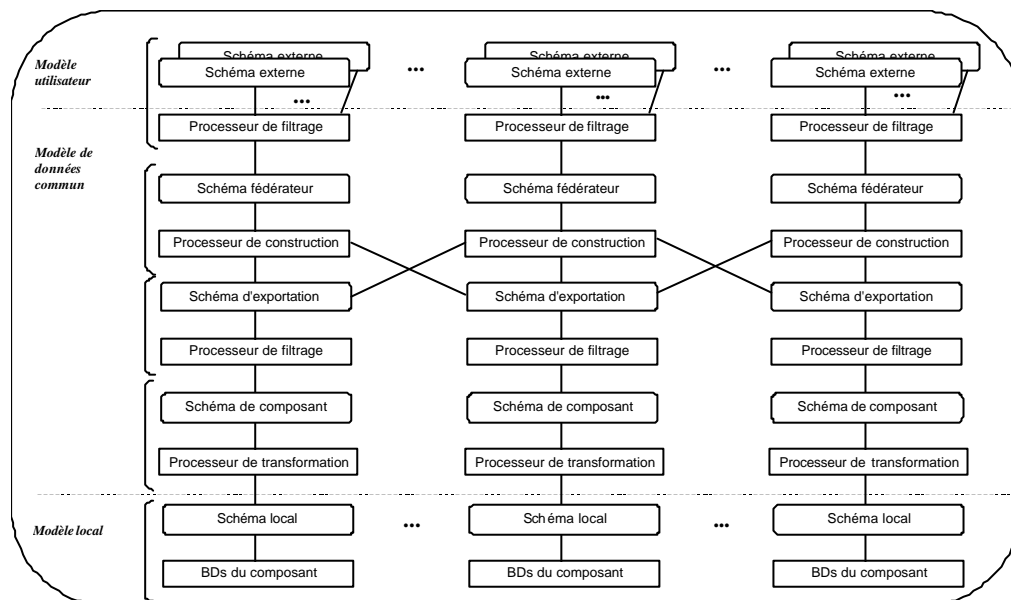 Schéma externe Schéma externe Schéma externe
Modèle
utilisateur
Schéma externe ... Schéma externe ... Schéma externe
... ... ...
Processeur de filtrage Processeur de filtrage Processeur de filtrage
Modèle de
données
commun
Schéma fédérateur Schéma fédérateur Schéma fédérateur
Processeur de construction Processeur de construction Processeur de construction
Schéma d'exportation Schéma d'exportation Schéma d'exportation
Processeur de filtrage Processeur de filtrage Processeur de filtrage
Schéma de composant Schéma de composant Schéma de composant
Processeur de transformation Processeur de transformation Processeur de transformation
Modèle local
Schéma local ... Schéma local ... Schéma local
BDs du composant BDs du composant BDs du composant